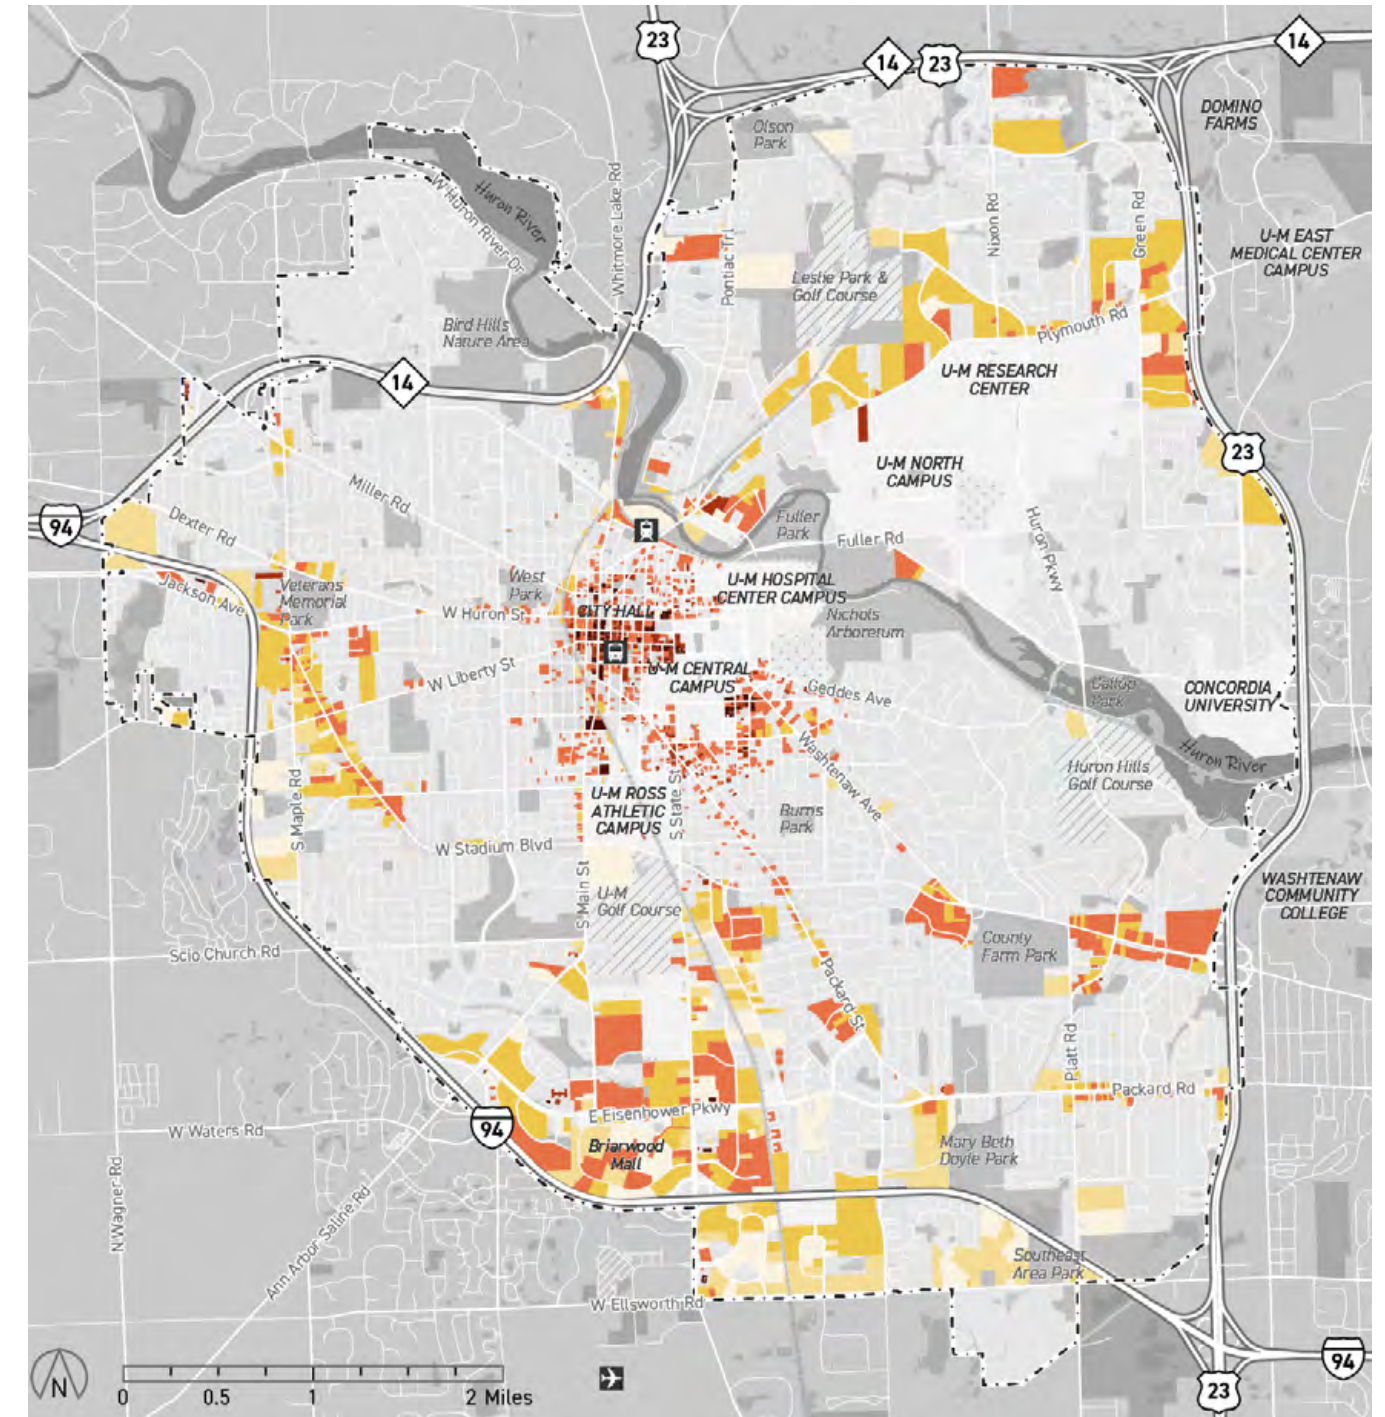 23
14
23
14
DOMINO
FARMS
Olson
Park
Huron River
W Huron River Dr
Whitmore Lake Rd
Pontiac Trl
Nixon Rd
Green Rd
U-M EAST
MEDICAL CENTER
CAMPUS
Leslie Park &
Golf Course
Bird Hills
Nature Area
Plymouth Rd
14
U-M RESEARCH
CENTER
23
U-M NORTH
CAMPUS
Miller Rd
94
Dexter Rd
Fuller
Park
Fuller Rd
Huron Pkwy
Jackson Ave
Veterans
Memorial
Park
West
Park
W Huron St
CITY HALL
U-M HOSPITAL
CENTER CAMPUS
Nichols
Arboretum
W Liberty St
U-M CENTRAL
CAMPUS
Geddes Ave
Gallup
Park
CONCORDIA
UNIVERSITY
Washtenaw Ave
Huron River
Huron Hills
Golf Course
S Maple Rd
U-M ROSS
ATHLETIC
CAMPUS
S State St
Burns
Park
W Stadium Blvd
S Main St
U-M
Golf Course
WASHTENAW
COMMUNITY
COLLEGE
Scio Church Rd
County
Farm Park
Packard St
Platt Rd
Packard Rd
E Eisenhower Pkwy
94
W Waters Rd
Briarwood
Mall
Mary Beth
Doyle Park
N Wagner Rd
Ann Arbor Saline Rd
Southeast
Area Park
W Ellsworth Rd
94
N
0 0.5 1 2 Miles
23